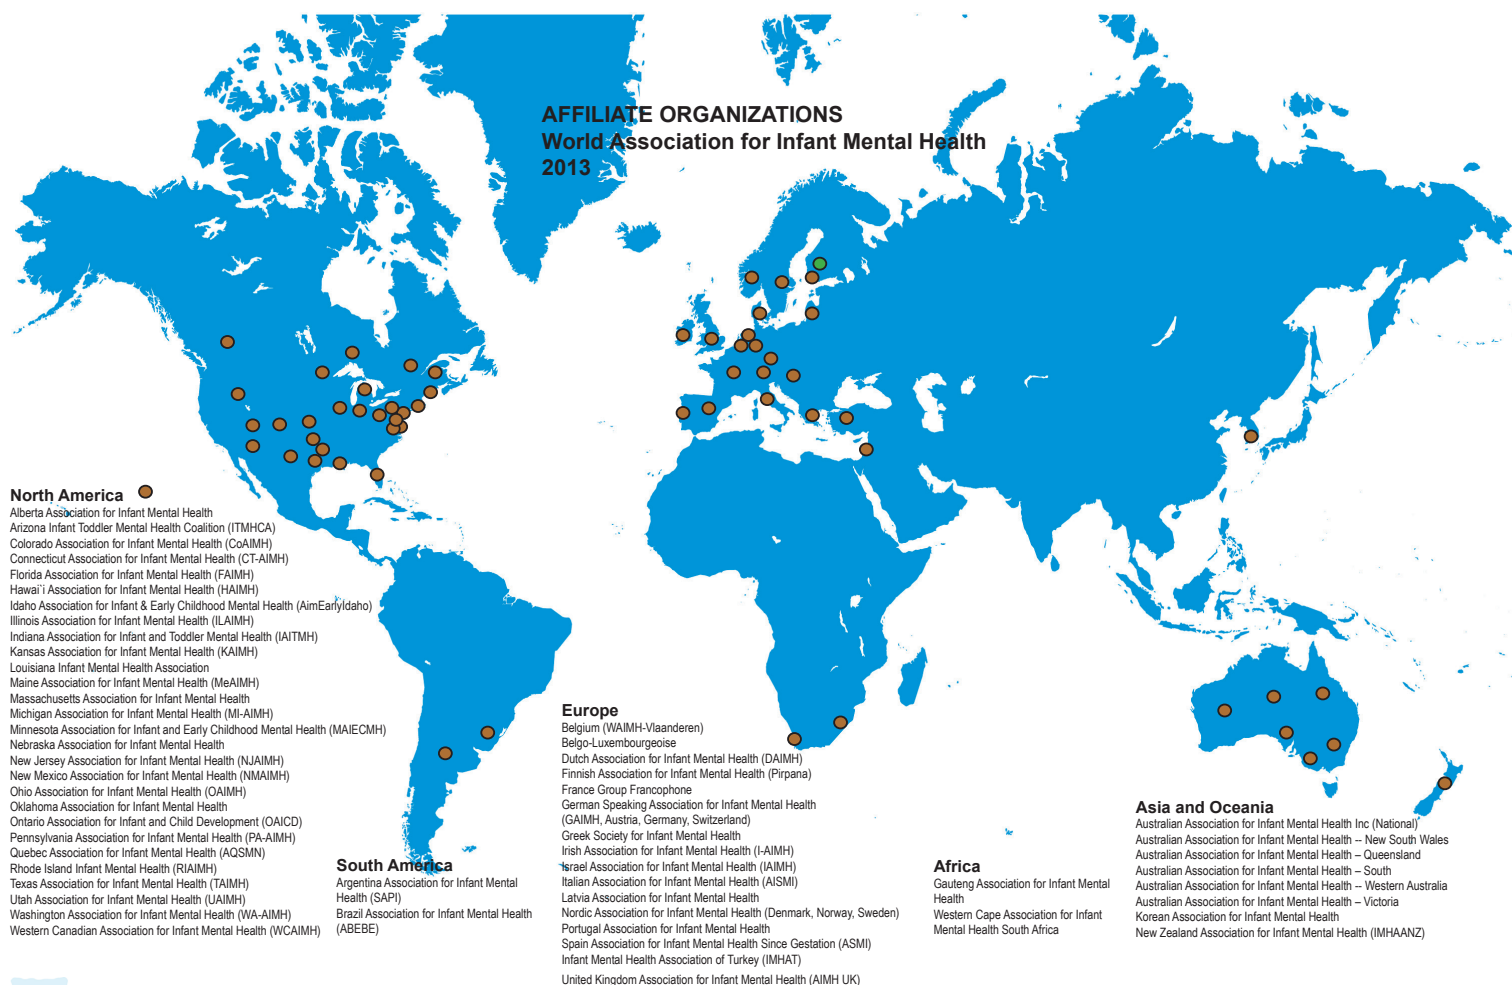 AFFILIATE ORGANIZATIONS
World Association for Infant Mental Health
2013
North America
Alberta Association for Infant Mental Health
Arizona Infant Toddler Mental Health Coalition (ITMHCA)
Colorado Association for Infant Mental Health (CoAIMH)
Connecticut Association for Infant Mental Health (CT-AIMH)
Florida Association for Infant Mental Health (FAIMH)
Hawai`i Association for Infant Mental Health (HAIMH)
Idaho Association for Infant & Early Childhood Mental Health (AimEarlyIdaho)
Illinois Association for Infant Mental Health (ILAIMH)
Indiana Association for Infant and Toddler Mental Health (IAITMH)
Kansas Association for Infant Mental Health (KAIMH)
Louisiana Infant Mental Health Association
Maine Association for Infant Mental Health (MeAIMH)
Massachusetts Association for Infant Mental Health
Michigan Association for Infant Mental Health (MI-AIMH)
Minnesota Association for Infant and Early Childhood Mental Health (MAIECMH)
Nebraska Association for Infant Mental Health
New Jersey Association for Infant Mental Health (NJAIMH)
New Mexico Association for Infant Mental Health (NMAIMH)
Ohio Association for Infant Mental Health (OAIMH)
Oklahoma Association for Infant Mental Health
Ontario Association for Infant and Child Development (OAICD)
Pennsylvania Association for Infant Mental Health (PA-AIMH)
Quebec Association for Infant Mental Health (AQSMN)
Rhode Island Infant Mental Health (RIAIMH)
Texas Association for Infant Mental Health (TAIMH)
Utah Association for Infant Mental Health (UAIMH)
Washington Association for Infant Mental Health (WA-AIMH)
Western Canadian Association for Infant Mental Health (WCAIMH)
South America
Argentina Association for Infant Mental
Health (SAPI)
Brazil Association for Infant Mental Health
(ABEBE)
Europe
Belgium (WAIMH-Vlaanderen)
Belgo-Luxembourgeoise
Dutch Association for Infant Mental Health (DAIMH)
Finnish Association for Infant Mental Health (Pirpana)
France Group Francophone
German Speaking Association for Infant Mental Health
(GAIMH, Austria, Germany, Switzerland)
Greek Society for Infant Mental Health
Irish Association for Infant Mental Health (I-AIMH)
Israel Association for Infant Mental Health (IAIMH)
Italian Association for Infant Mental Health (AISMI)
Latvia Association for Infant Mental Health
Nordic Association for Infant Mental Health (Denmark, Norway, Sweden)
Portugal Association for Infant Mental Health
Spain Association for Infant Mental Health Since Gestation (ASMI)
Infant Mental Health Association of Turkey (IMHAT)
United Kingdom Association for Infant Mental Health (AIMH UK)
Africa
Gauteng Association for Infant Mental
Health
Western Cape Association for Infant
Mental Health South Africa
Asia and Oceania
Australian Association for Infant Mental Health Inc (National)
Australian Association for Infant Mental Health -- New South Wales
Australian Association for Infant Mental Health – Queensland
Australian Association for Infant Mental Health – South
Australian Association for Infant Mental Health -- Western Australia
Australian Association for Infant Mental Health – Victoria
Korean Association for Infant Mental Health
New Zealand Association for Infant Mental Health (IMHAANZ)